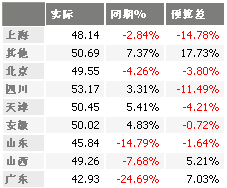 实际 同期% 预算差
上海 48.14 -2.84% -14.78%
其他 50.69 7.37% 17.73%
北京 49.55 -4.26% -3.80%
四川 53.17 3.31% -11.49%
天津 50.45 5.41% -4.21%
安徽 50.02 4.83% -0.72%
山东 45.84 -14.79% -1.64%
山西 49.26 -7.68% 5.21%
广东 42.93 -24.69% 7.03%